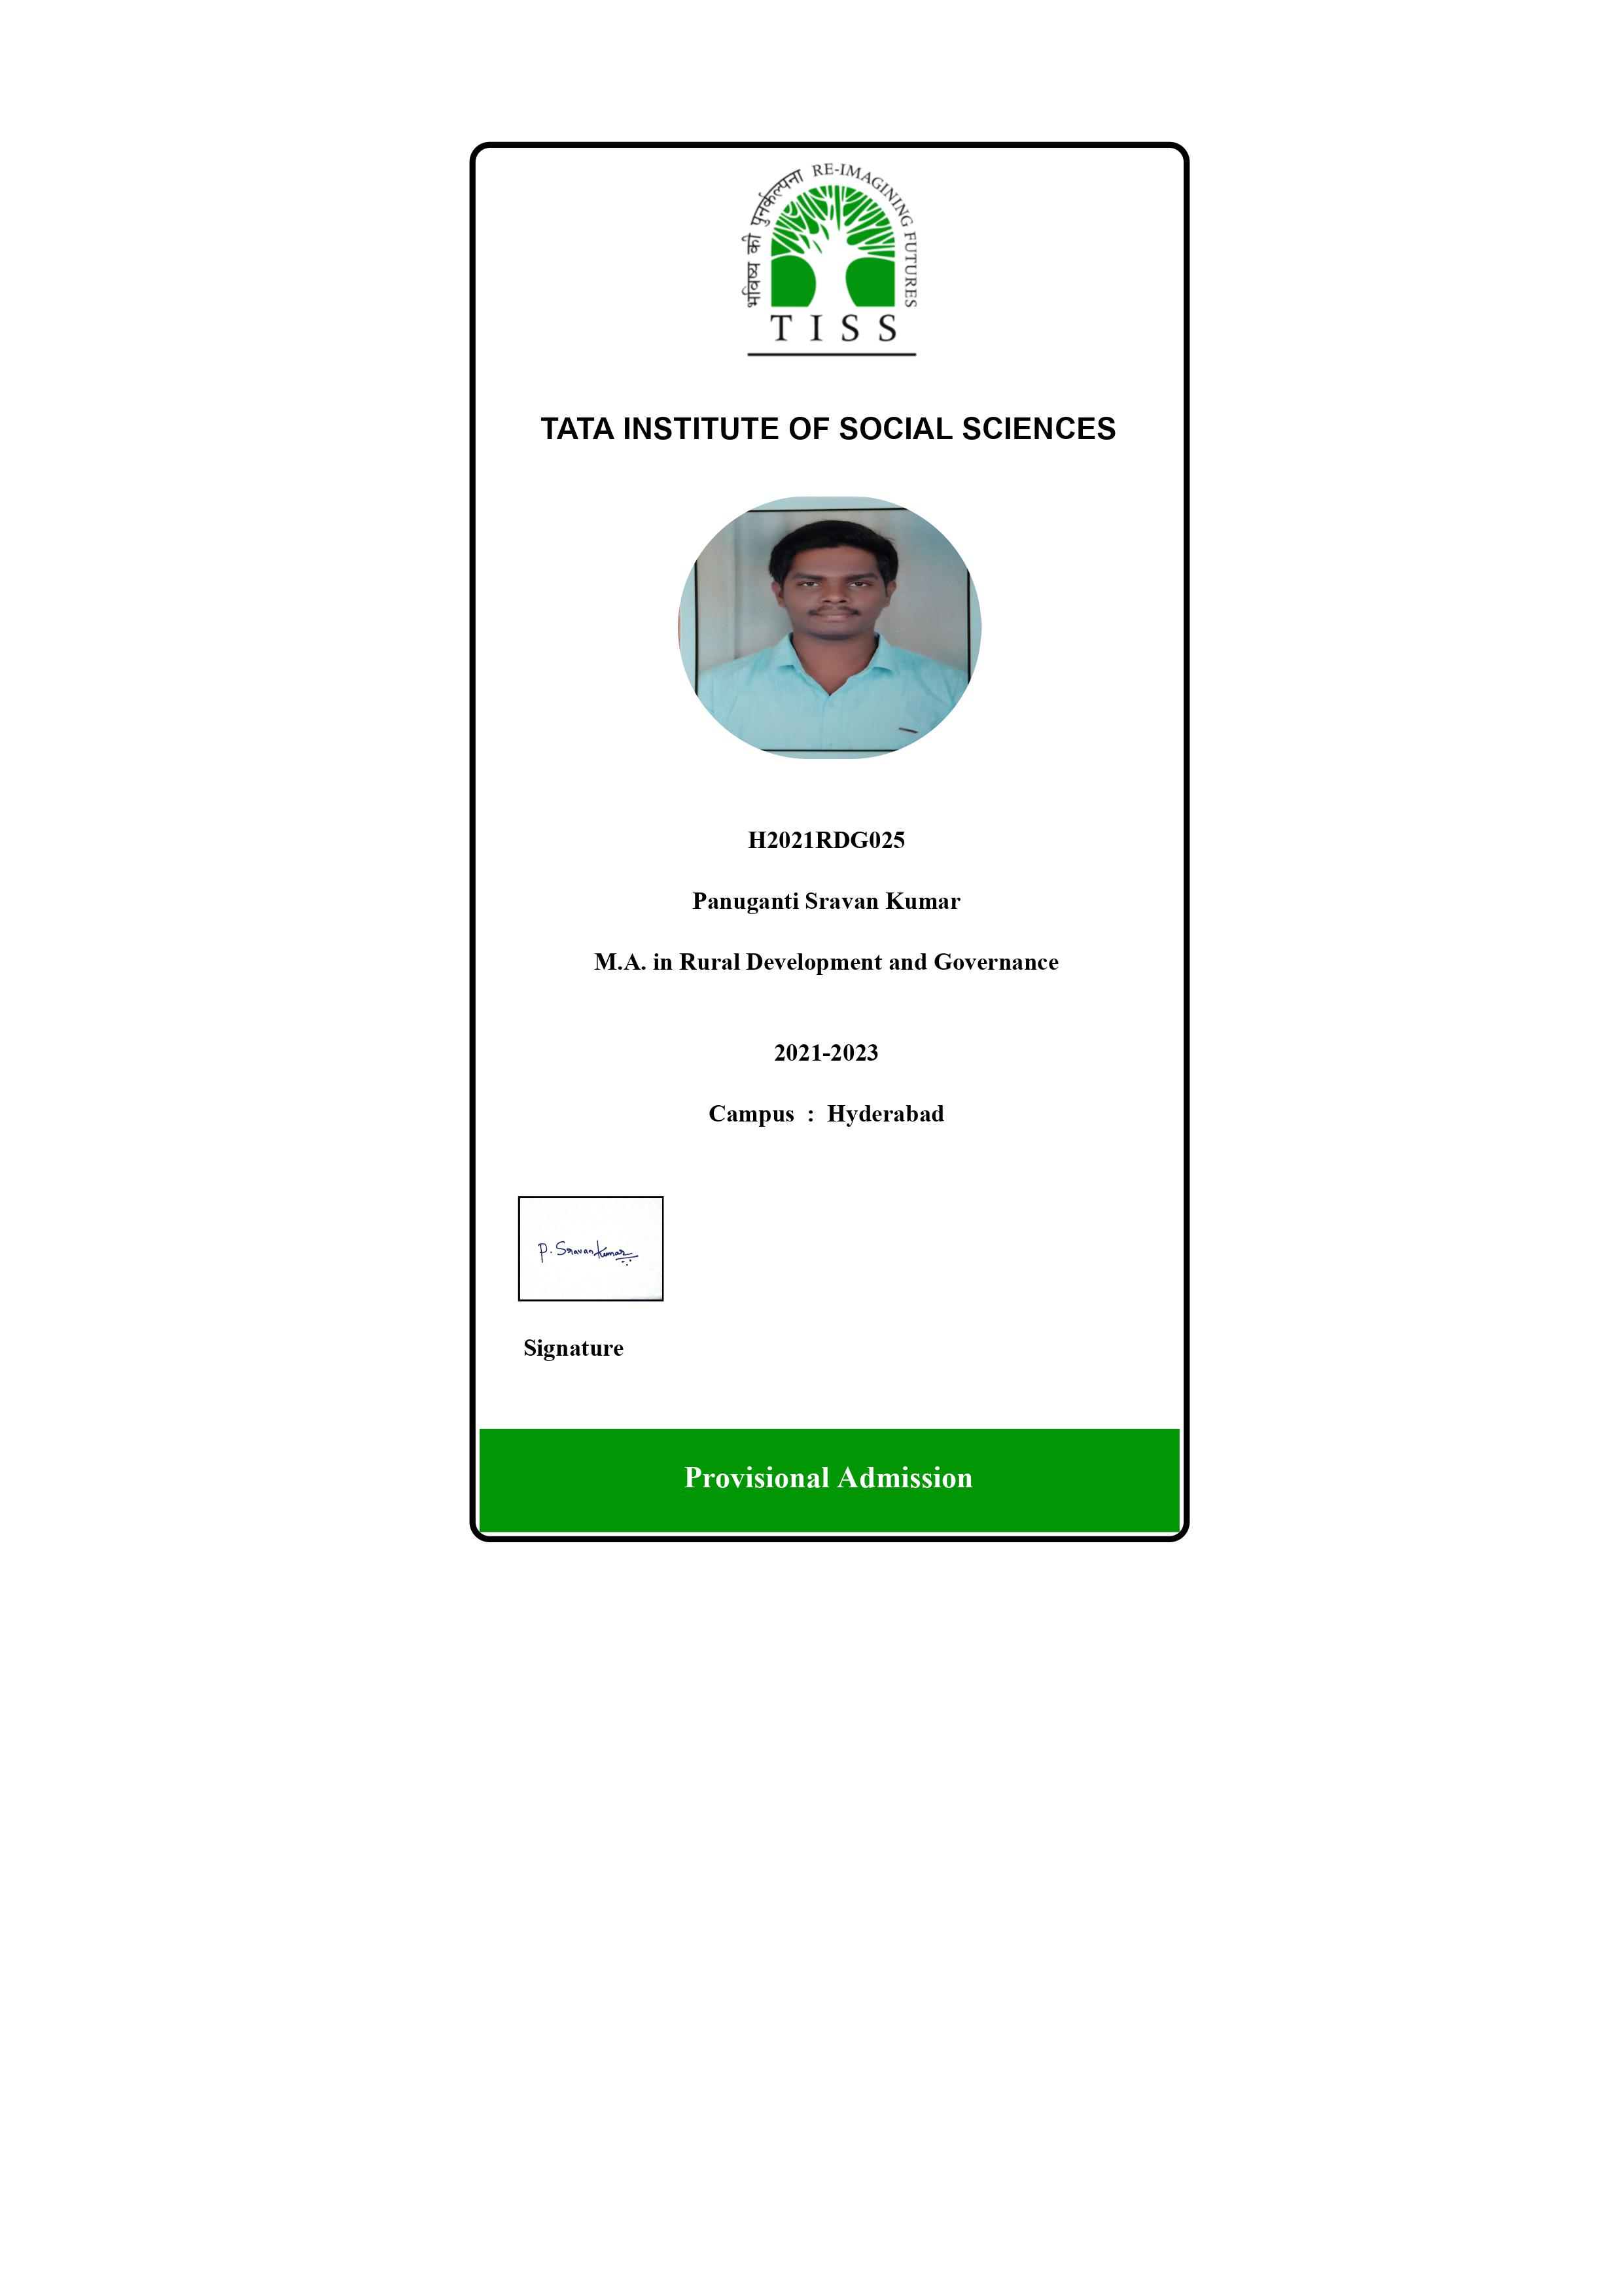 भविष्य की पुनर्कल्पना RE-IMAGINING FUTURES
TISS
TATA INSTITUTE OF SOCIAL SCIENCES
H2021RDG025
Panuganti Sravan Kumar
M.A. in Rural Development and Governance
2021-2023
Campus : Hyderabad
P. Sravan Kumar
Signature
Provisional Admission